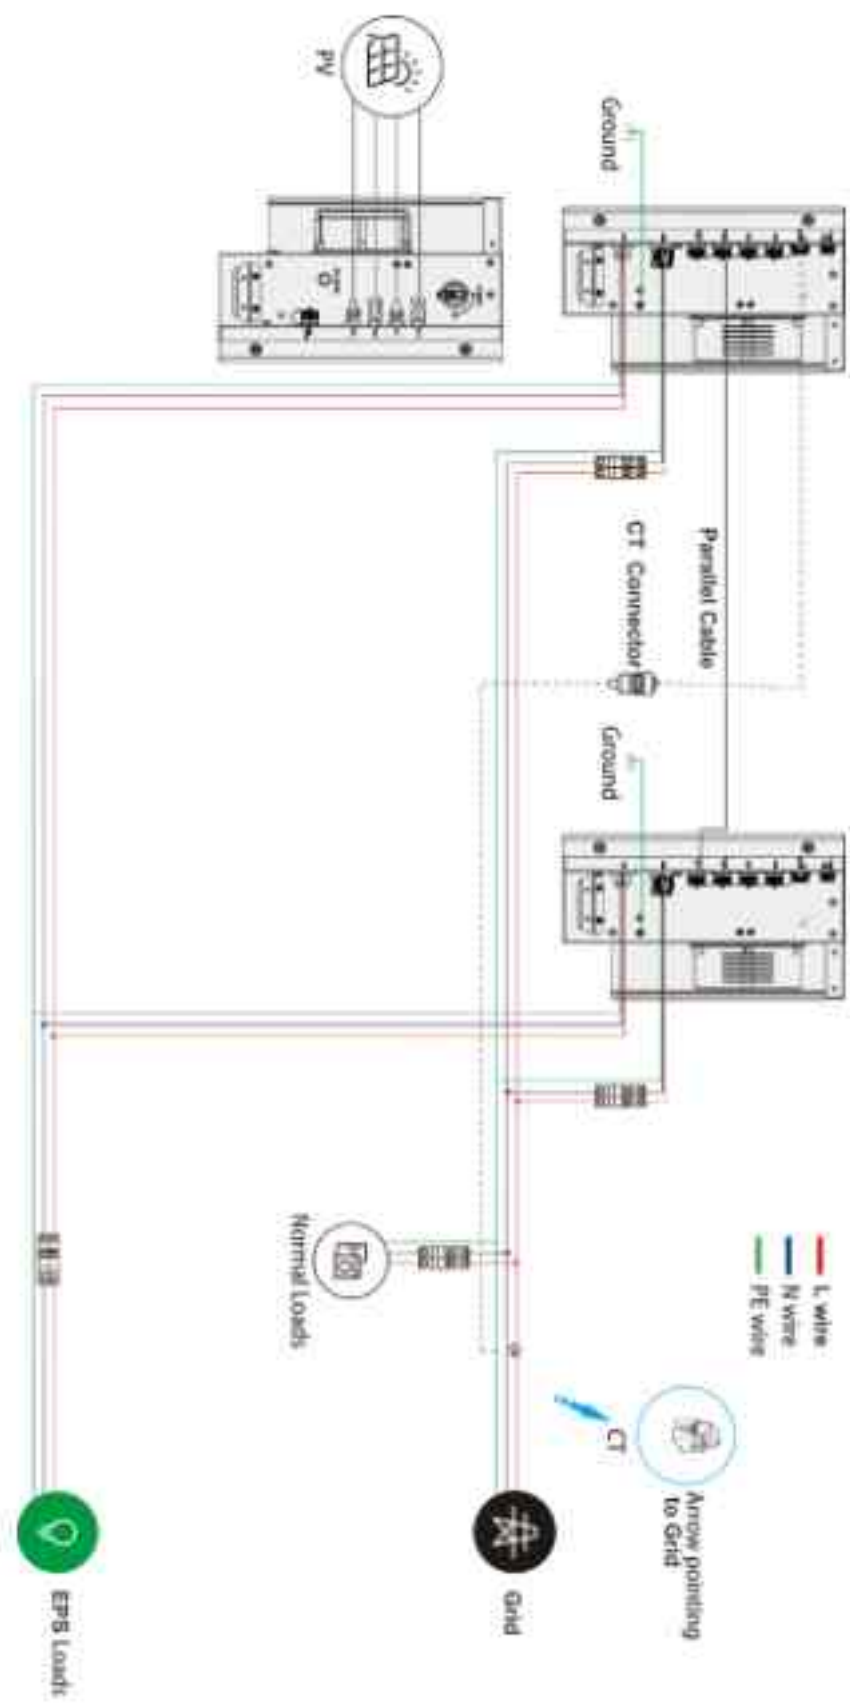 PV
Ground
Parallel Cable
CT Connector
Ground
L wire
N wire
PE wire
Normal Loads
CT
Arrow pointing
to Grid
Grid
EPS Loads